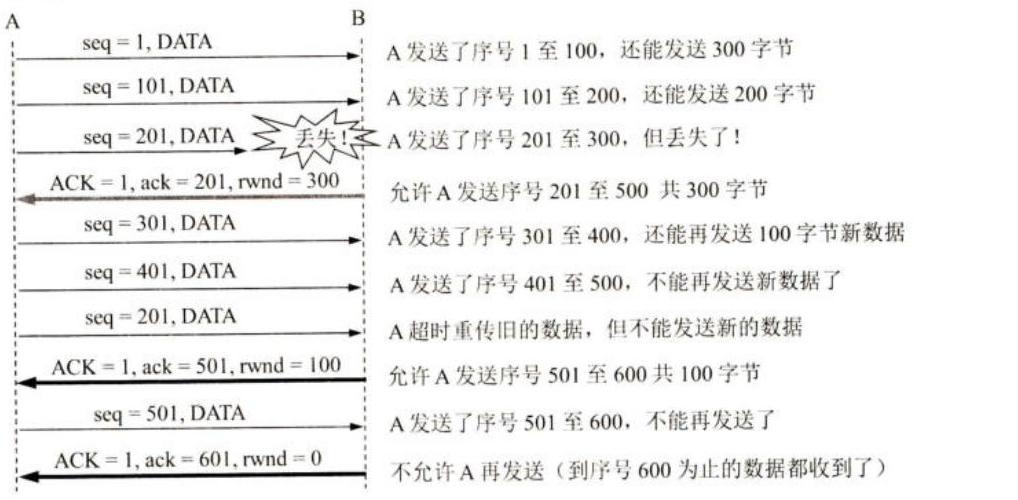 A B
seq = 1, DATA A 发送了序号 1 至 100，还能发送 300 字节
seq = 101, DATA A 发送了序号 101 至 200，还能发送 200 字节
seq = 201, DATA 丢失！ A 发送了序号 201 至 300，但丢失了！
ACK = 1, ack = 201, rwnd = 300 允许 A 发送序号 201 至 500 共 300 字节
seq = 301, DATA A 发送了序号 301 至 400，还能再发送 100 字节新数据
seq = 401, DATA A 发送了序号 401 至 500，不能再发送新数据了
seq = 201, DATA A 超时重传旧的数据，但不能发送新的数据
ACK = 1, ack = 501, rwnd = 100 允许 A 发送序号 501 至 600 共 100 字节
seq = 501, DATA A 发送了序号 501 至 600，不能再发送了
ACK = 1, ack = 601, rwnd = 0 不允许 A 再发送（到序号 600 为止的数据都收到了）